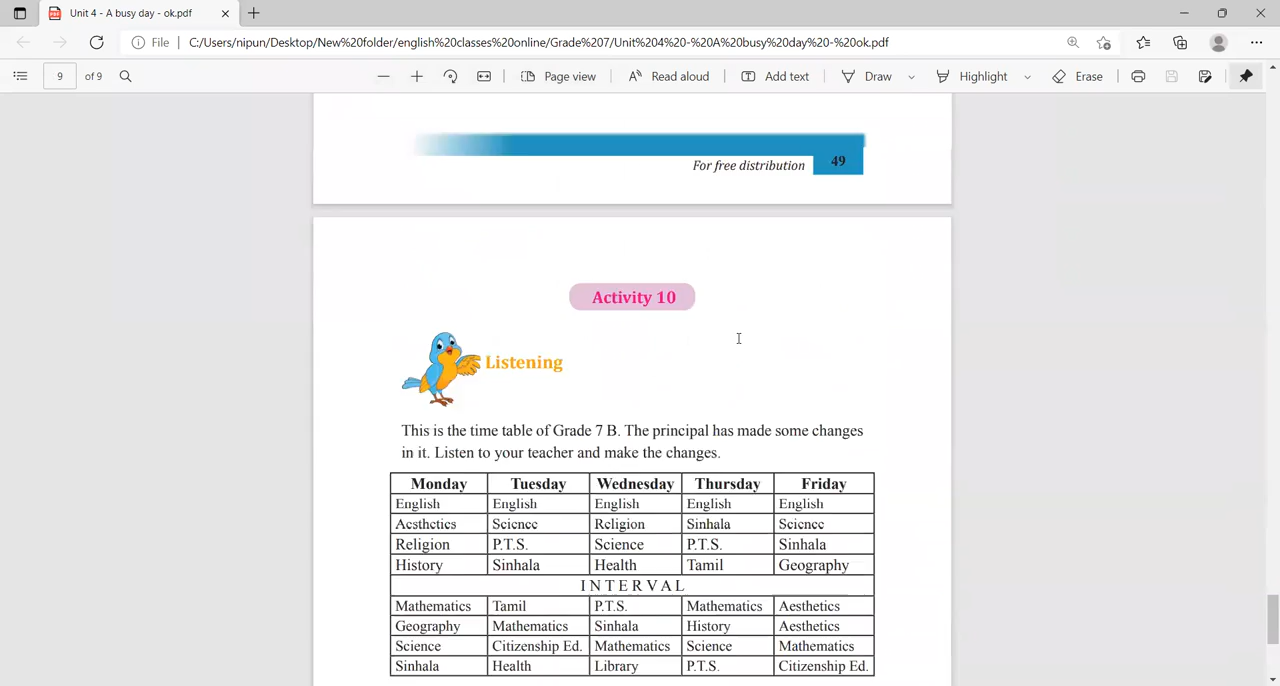 Unit 4 - A busy day - ok.pdf
File C:/Users/nipun/Desktop/New%20folder/english%20classes%20online/Grade%207/Unit%204%20-%20A%20busy%20day%20-%20ok.pdf
9 of 9 Page view Read aloud Add text Draw Highlight Erase
For free distribution 49
Activity 10
Listening
This is the time table of Grade 7 B. The principal has made some changes
in it. Listen to your teacher and make the changes.
Monday Tuesday Wednesday Thursday Friday
English English English English English
Aesthetics Science Religion Sinhala Science
Religion P.T.S. Science P.T.S. Sinhala
History Sinhala Health Tamil Geography
INTERVAL
Mathematics Tamil P.T.S. Mathematics Aesthetics
Geography Mathematics Sinhala History Aesthetics
Science Citizenship Ed. Mathematics Science Mathematics
Sinhala Health Library P.T.S. Citizenship Ed.